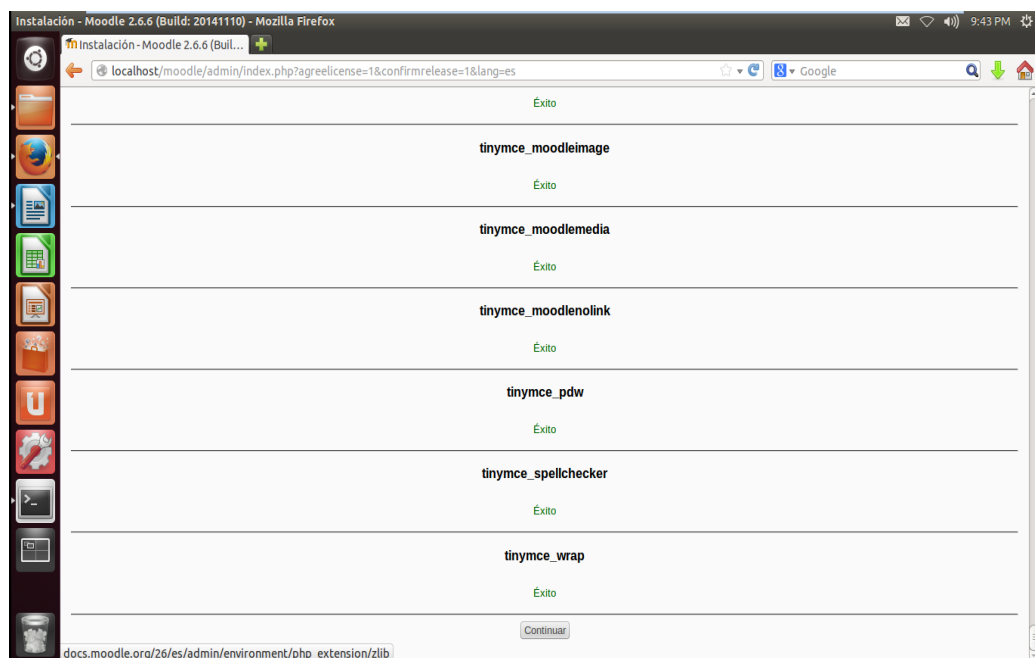 Instalación - Moodle 2.6.6 (Build: 20141110) - Mozilla Firefox
9:43 PM
Instalación - Moodle 2.6.6 (Buil...
localhost/moodle/admin/index.php?agreelicense=1&confirmrelease=1&lang=es
Google
Éxito
tinymce_moodleimage
Éxito
tinymce_moodlemedia
Éxito
tinymce_moodlenolink
Éxito
tinymce_pdw
Éxito
tinymce_spellchecker
Éxito
tinymce_wrap
Éxito
Continuar
docs.moodle.org/26/es/admin/environment/php_extension/zlib